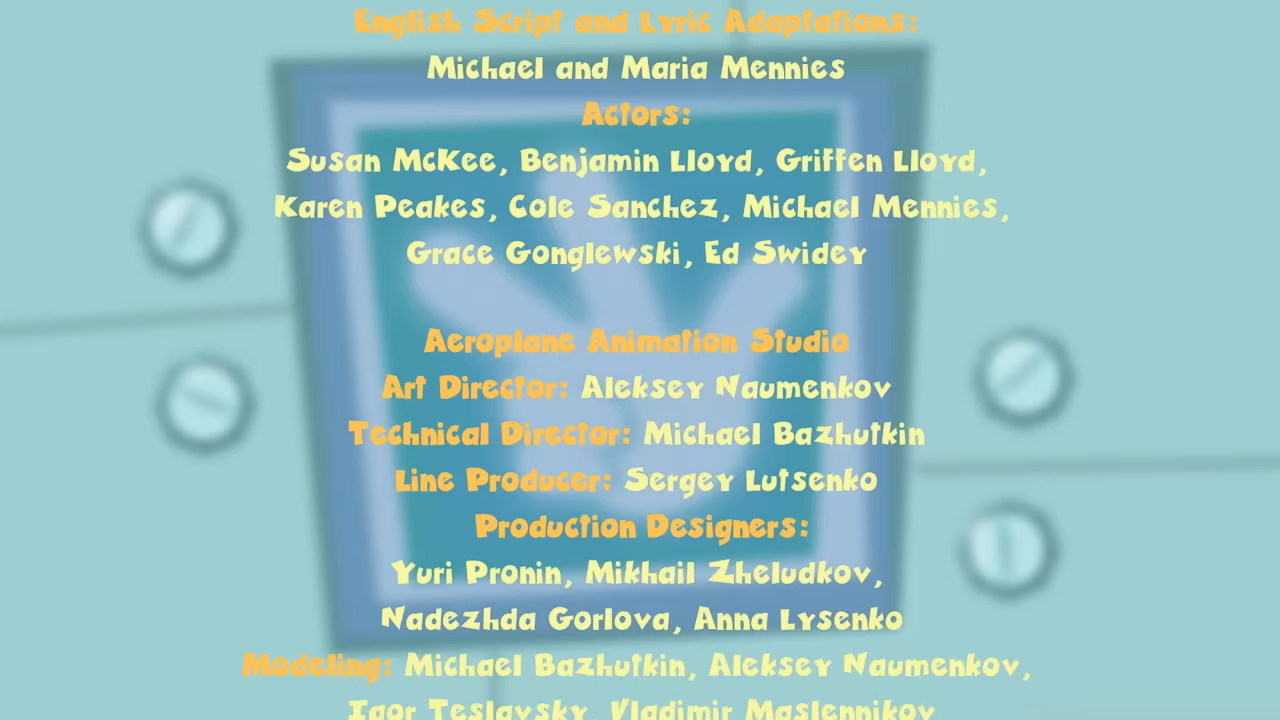 English Script and Lyric Adaptations:
Michael and Maria Mennies
Actors:
Susan McKee, Benjamin Lloyd, Griffen Lloyd,
Karen Peakes, Cole Sanchez, Michael Mennies,
Grace Gonglewski, Ed Swidey
Aeroplane Animation Studio
Art Director: Aleksey Naumenkov
Technical Director: Michael Bazhutkin
Line Producer: Sergey Lutsenko
Production Designers:
Yuri Pronin, Mikhail Zheludkov,
Nadezhda Gorlova, Anna Lysenko
Modeling: Michael Bazhutkin, Aleksey Naumenkov,
Igor Teslavsky, Vladimir Maslennikov